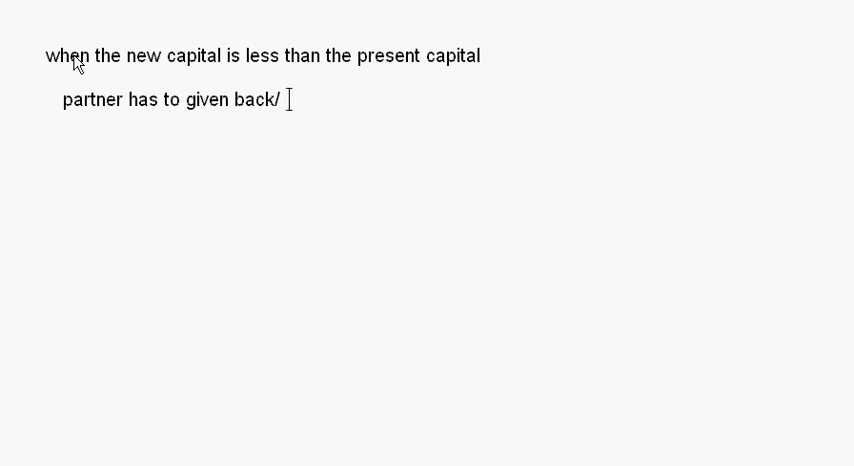 when the new capital is less than the present capital
partner has to given back/